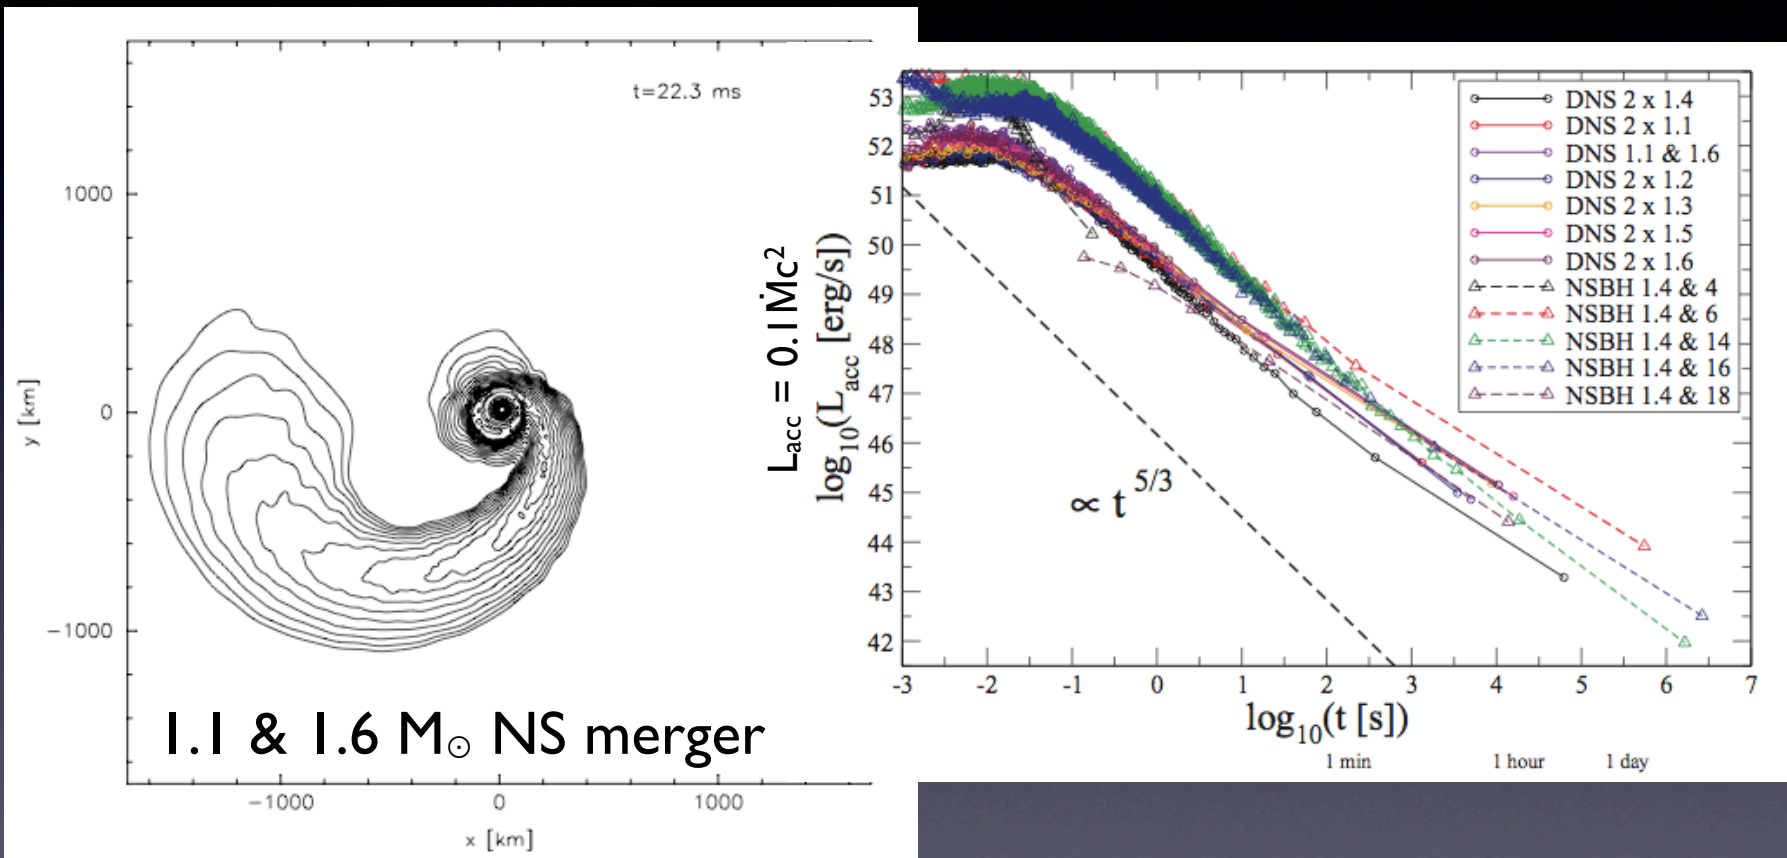 t=22.3 ms
1000
0
-1000
y [km]
-1000
0
1000
x [km]
1.1 & 1.6 M☉ NS merger
Lacc = 0.1Ṁc²
log₁₀(Lacc [erg/s])
53
52
51
50
49
48
47
46
45
44
43
42
∝ t 5/3
DNS 2 x 1.4
DNS 2 x 1.1
DNS 1.1 & 1.6
DNS 2 x 1.2
DNS 2 x 1.3
DNS 2 x 1.5
DNS 2 x 1.6
NSBH 1.4 & 4
NSBH 1.4 & 6
NSBH 1.4 & 14
NSBH 1.4 & 16
NSBH 1.4 & 18
-3 -2 -1 0 1 2 3 4 5 6 7
log₁₀(t [s])
1 min 1 hour 1 day